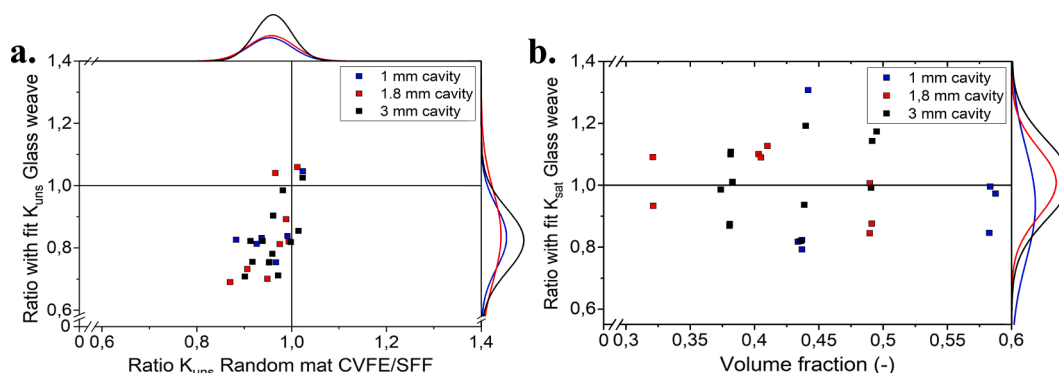 a.
1,4
1,2
1,0
0,8
0,6
0
Ratio with fit Kuns Glass weave
1 mm cavity
1.8 mm cavity
3 mm cavity
0 0,6 0,8 1,0 1,2 1,4
Ratio Kuns Random mat CVFE/SFF
b.
1,4
1,2
1,0
0,8
0,6
Ratio with fit Ksat Glass weave
1 mm cavity
1,8 mm cavity
3 mm cavity
0 0,3 0,35 0,4 0,45 0,5 0,55 0,6
Volume fraction (-)